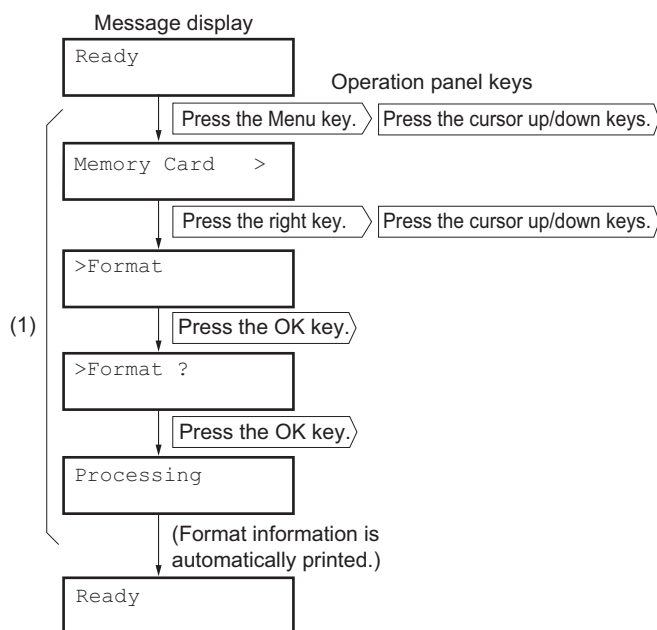 Message display
Ready
Operation panel keys
Press the Menu key. Press the cursor up/down keys.
Memory Card >
Press the right key. Press the cursor up/down keys.
>Format
(1)
Press the OK key.
>Format ?
Press the OK key.
Processing
(Format information is
automatically printed.)
Ready